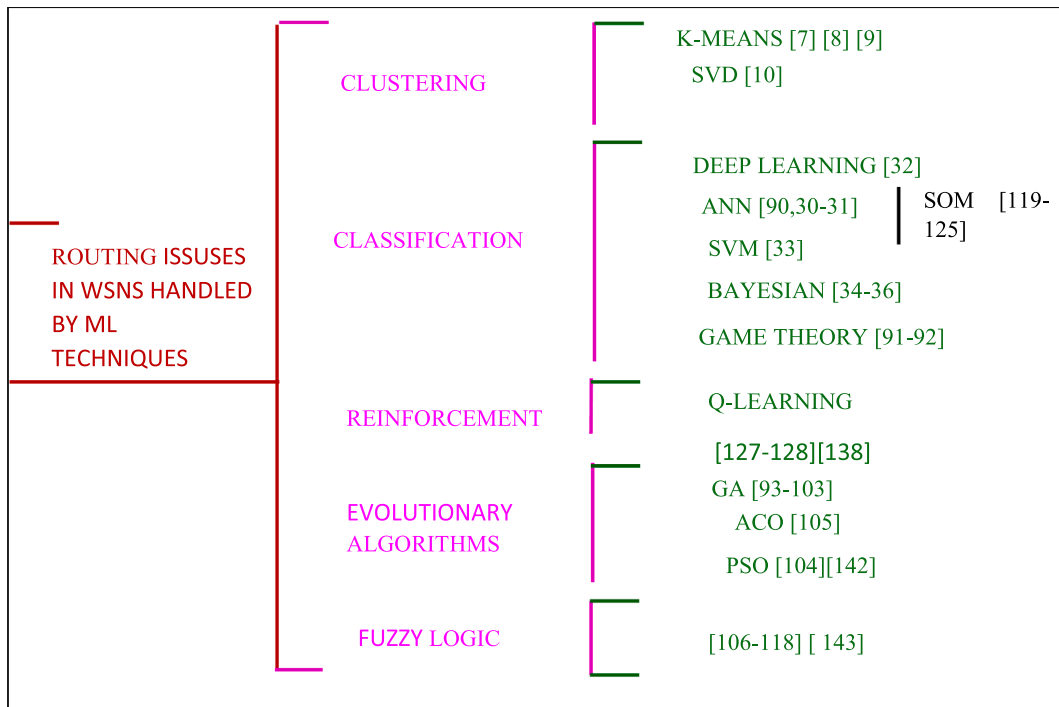 K-MEANS [7] [8] [9]
CLUSTERING
SVD [10]
DEEP LEARNING [32]
ANN [90,30-31]
SOM [119-
125]
CLASSIFICATION
SVM [33]
ROUTING ISSUSES
IN WSNS HANDLED
BY ML
TECHNIQUES
BAYESIAN [34-36]
GAME THEORY [91-92]
REINFORCEMENT
Q-LEARNING
[127-128][138]
EVOLUTIONARY
ALGORITHMS
GA [93-103]
ACO [105]
PSO [104][142]
FUZZY LOGIC
[106-118] [ 143]